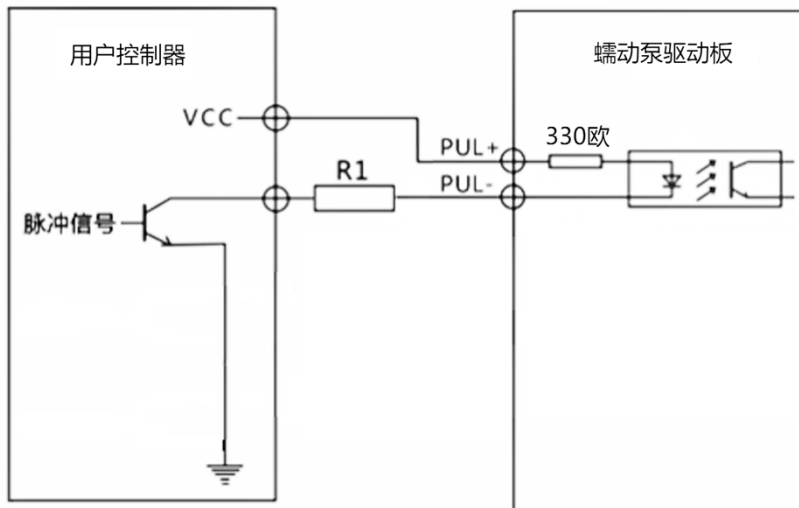 用户控制器
蠕动泵驱动板
VCC
330欧
PUL+
R1
PUL-
脉冲信号